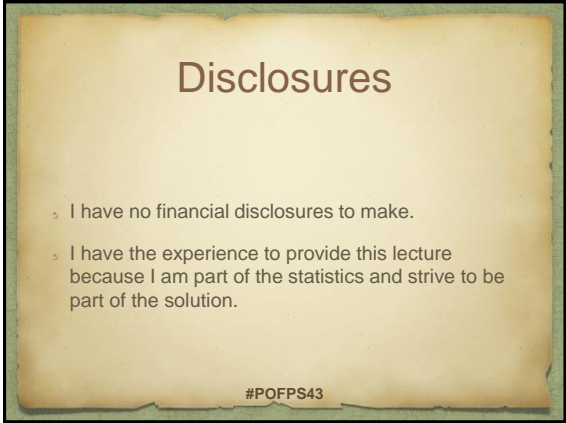 Disclosures
I have no financial disclosures to make.
I have the experience to provide this lecture
because I am part of the statistics and strive to be
part of the solution.
#POFPS43